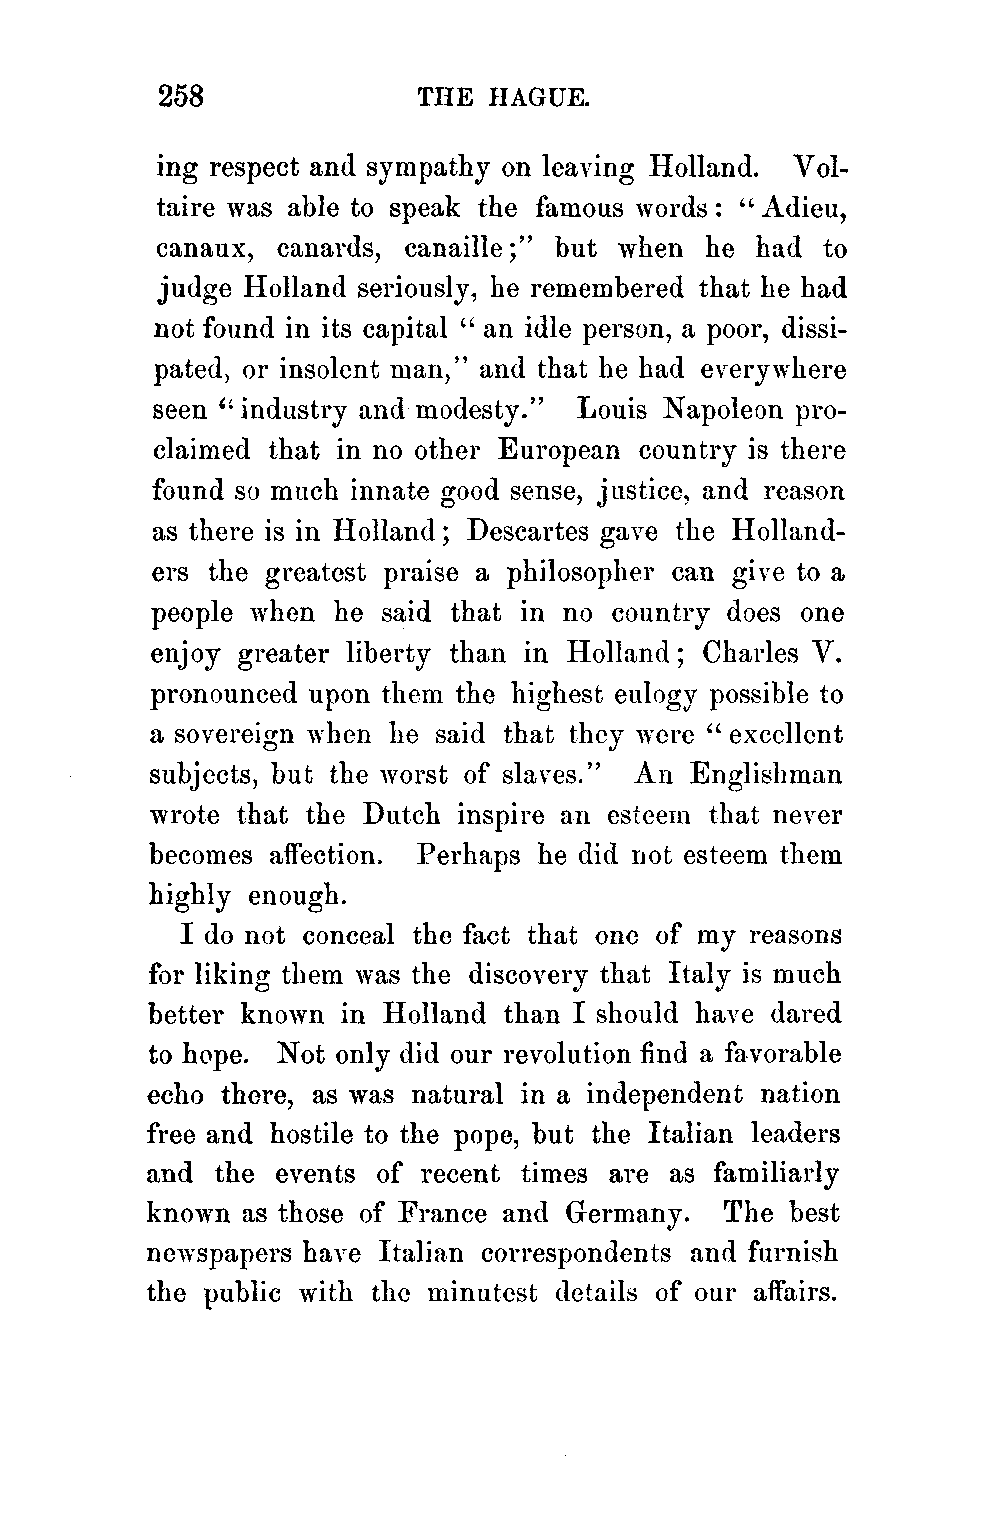 258 THE HAGUE.
ing respect and sympathy on leaving Holland. Vol-
taire was able to speak the famous words: “Adieu,
canaux, canards, canaille;” but when he had to
judge Holland seriously, he remembered that he had
not found in its capital “an idle person, a poor, dissi-
pated, or insolent man,” and that he had everywhere
seen “industry and modesty.” Louis Napoleon pro-
claimed that in no other European country is there
found so much innate good sense, justice, and reason
as there is in Holland; Descartes gave the Holland-
ers the greatest praise a philosopher can give to a
people when he said that in no country does one
enjoy greater liberty than in Holland; Charles V.
pronounced upon them the highest eulogy possible to
a sovereign when he said that they were “excellent
subjects, but the worst of slaves.” An Englishman
wrote that the Dutch inspire an esteem that never
becomes affection. Perhaps he did not esteem them
highly enough.
I do not conceal the fact that one of my reasons
for liking them was the discovery that Italy is much
better known in Holland than I should have dared
to hope. Not only did our revolution find a favorable
echo there, as was natural in a independent nation
free and hostile to the pope, but the Italian leaders
and the events of recent times are as familiarly
known as those of France and Germany. The best
newspapers have Italian correspondents and furnish
the public with the minutest details of our affairs.